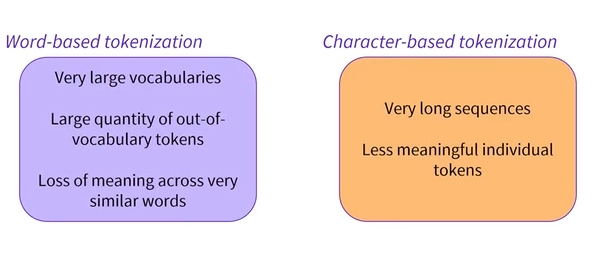 Word-based tokenization
Very large vocabularies
Large quantity of out-of-
vocabulary tokens
Loss of meaning across very
similar words
Character-based tokenization
Very long sequences
Less meaningful individual
tokens